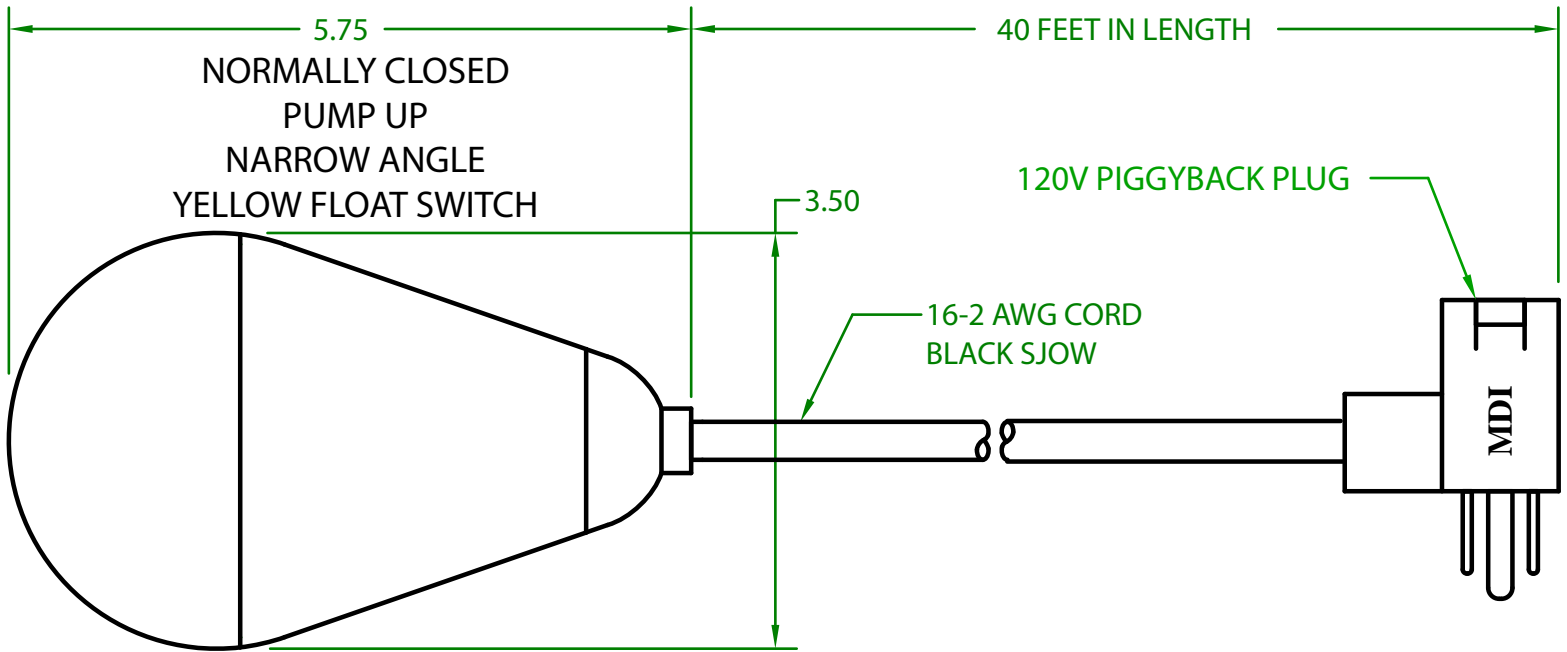 5.75
40 FEET IN LENGTH
NORMALLY CLOSED
PUMP UP
NARROW ANGLE
YELLOW FLOAT SWITCH
120V PIGGYBACK PLUG
3.50
16-2 AWG CORD
BLACK SJOW
MDI